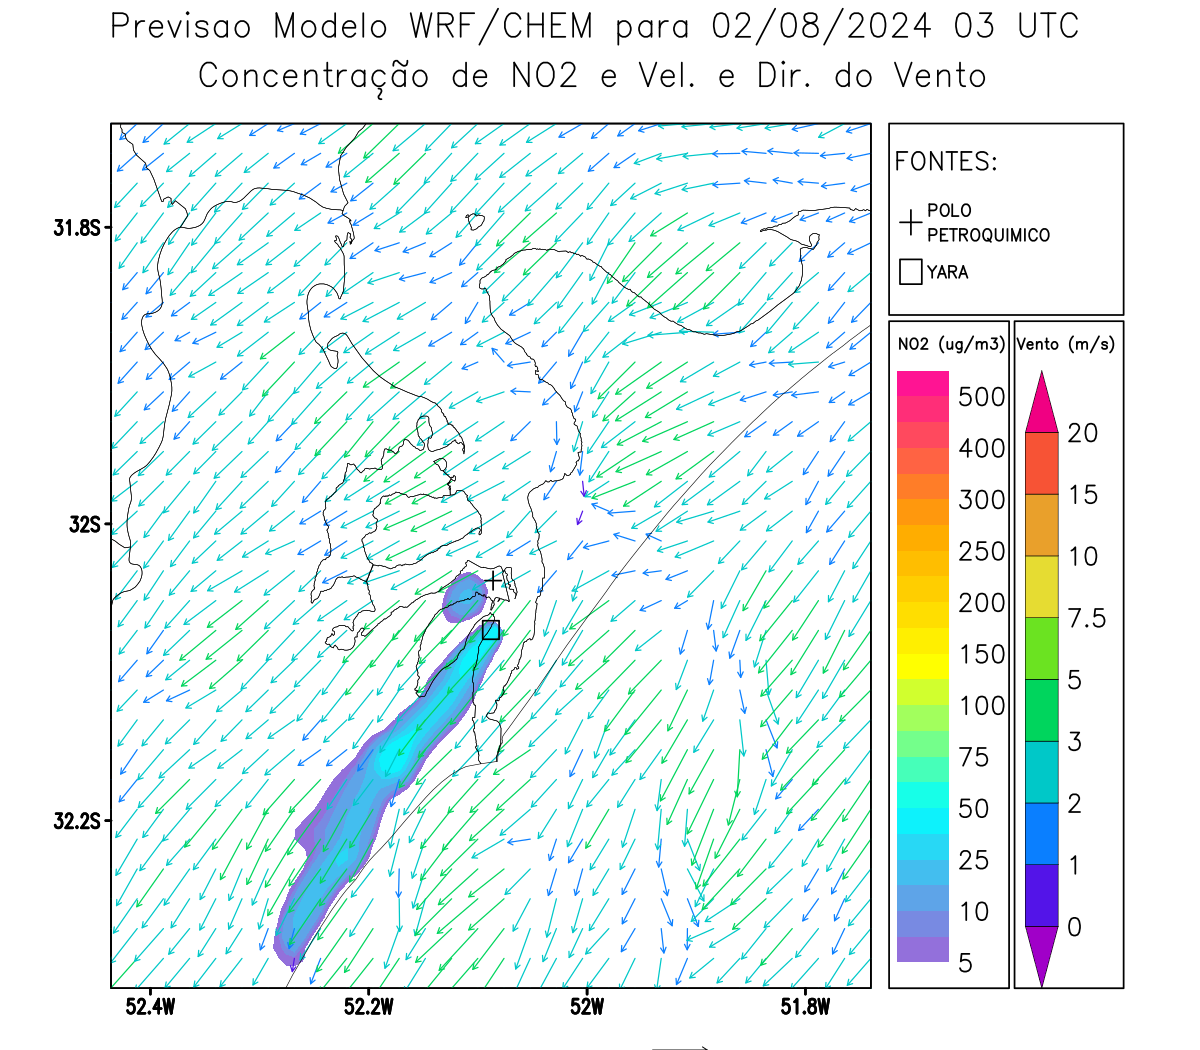 Previsao Modelo WRF/CHEM para 02/08/2024 03 UTC
Concentração de NO2 e Vel. e Dir. do Vento
FONTES:
POLO
PETROQUIMICO
YARA
NO2 (ug/m3)
500
400
300
250
200
150
100
75
50
25
10
5
Vento (m/s)
20
15
10
7.5
5
3
2
1
0
31.8S
32S
32.2S
52.4W
52.2W
52W
51.8W